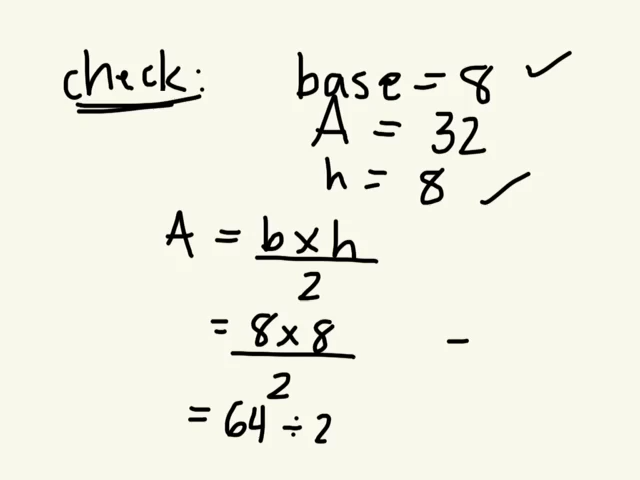 check:
base = 8 ✓
A = 32
h = 8 ✓
A = b x h
2
= 8 x 8
2
= 64 ÷ 2
-